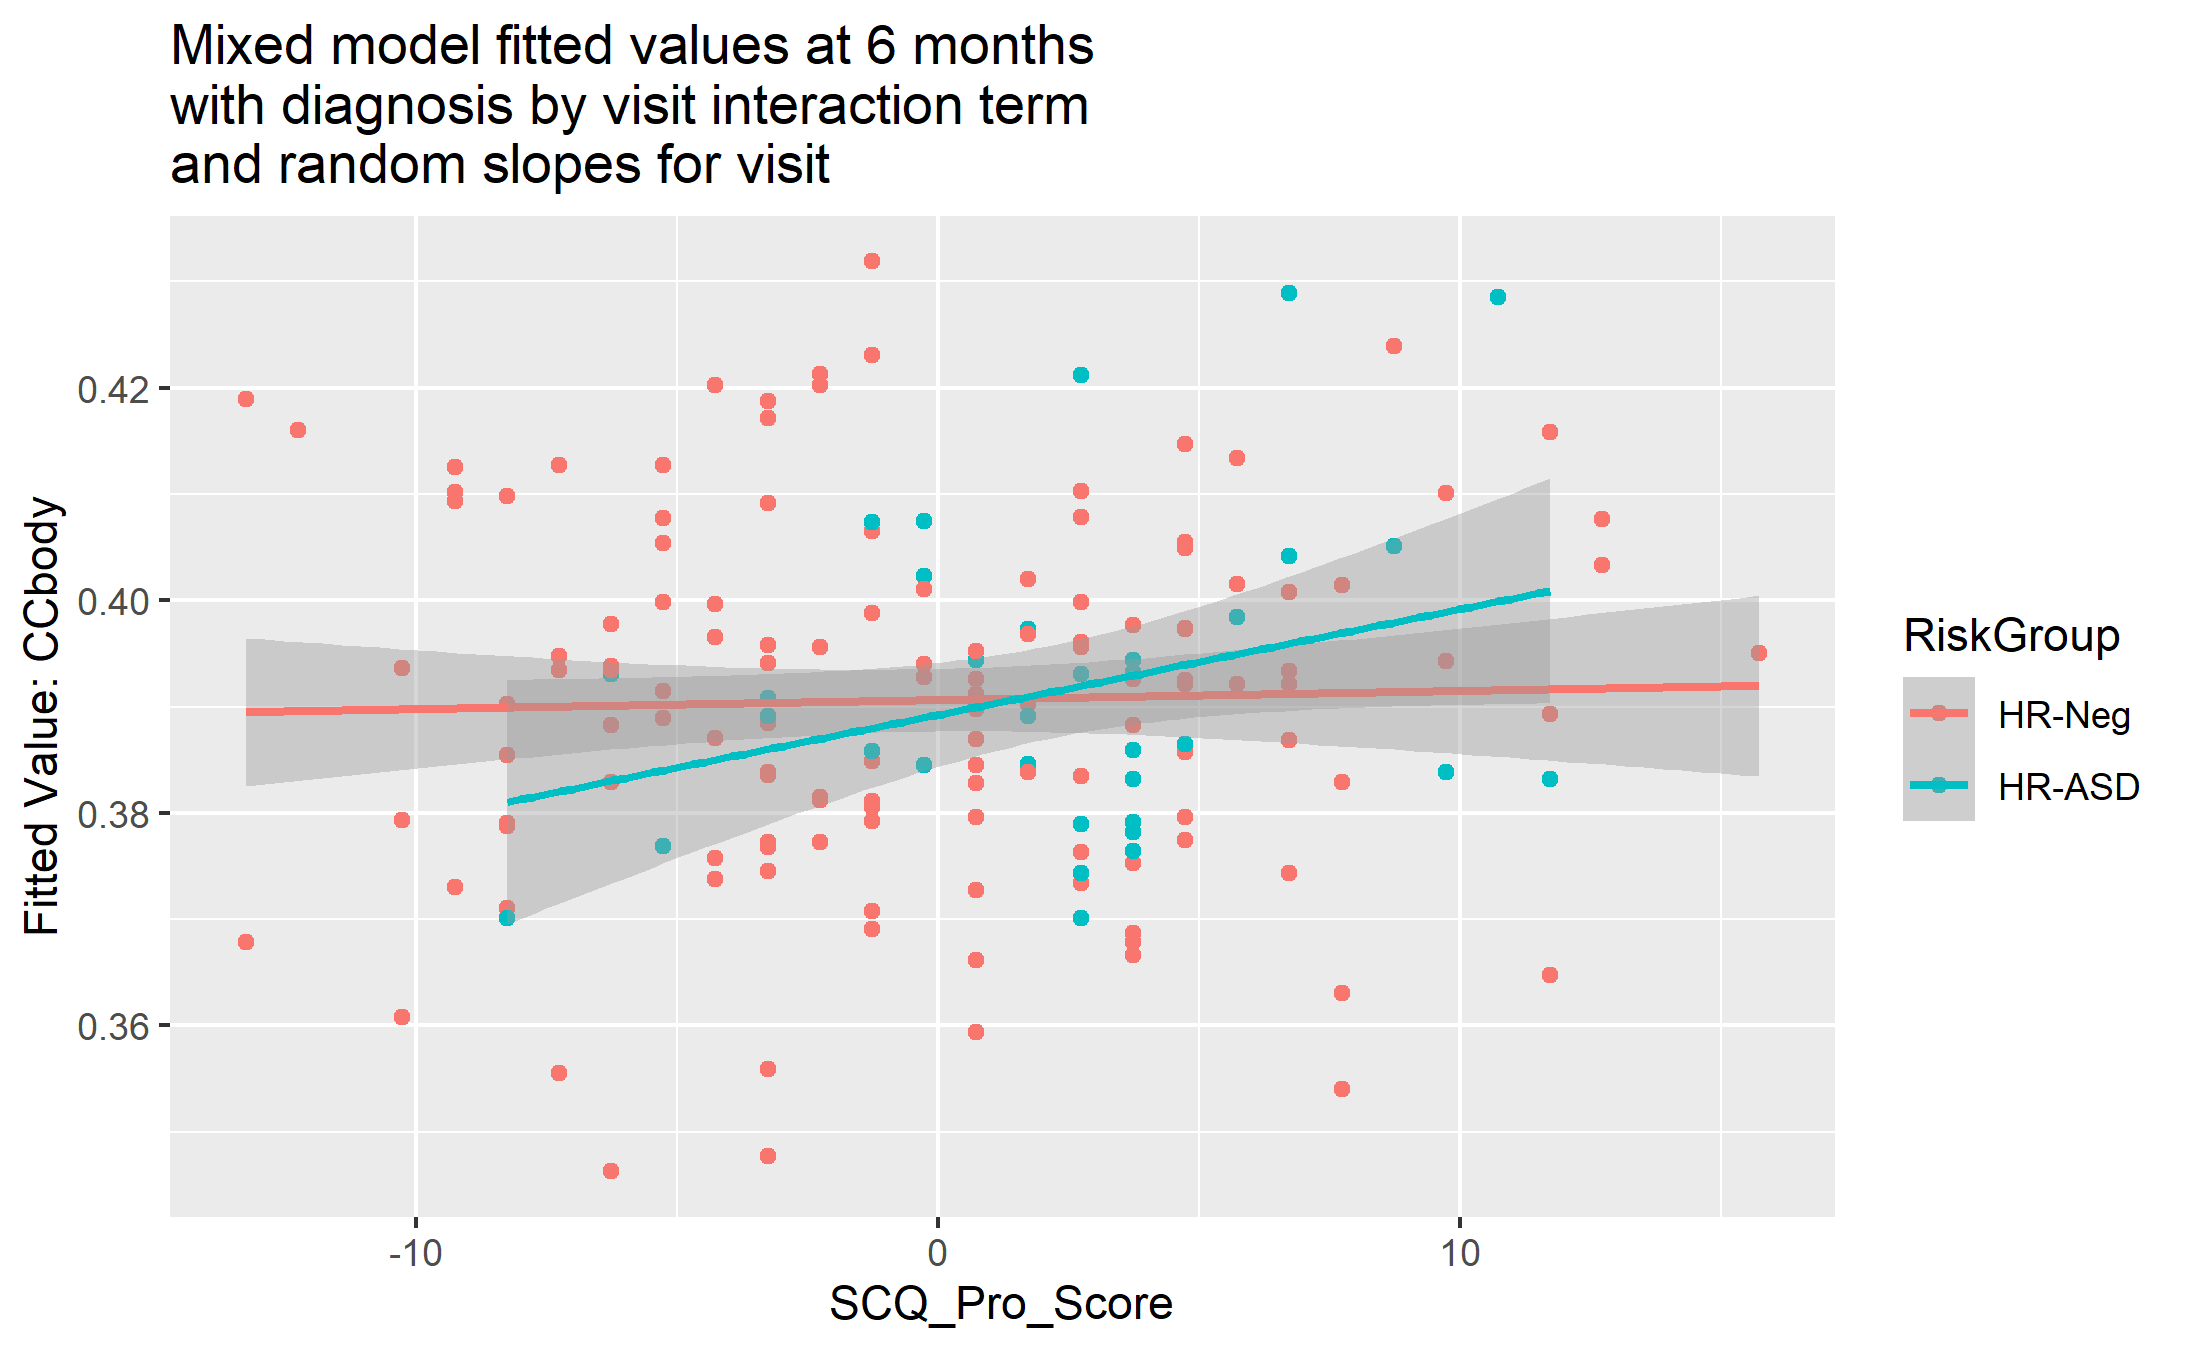 Mixed model fitted values at 6 months
with diagnosis by visit interaction term
and random slopes for visit
Fitted Value: CCbody
0.42
0.40
0.38
0.36
-10
0
10
SCQ_Pro_Score
RiskGroup
HR-Neg
HR-ASD